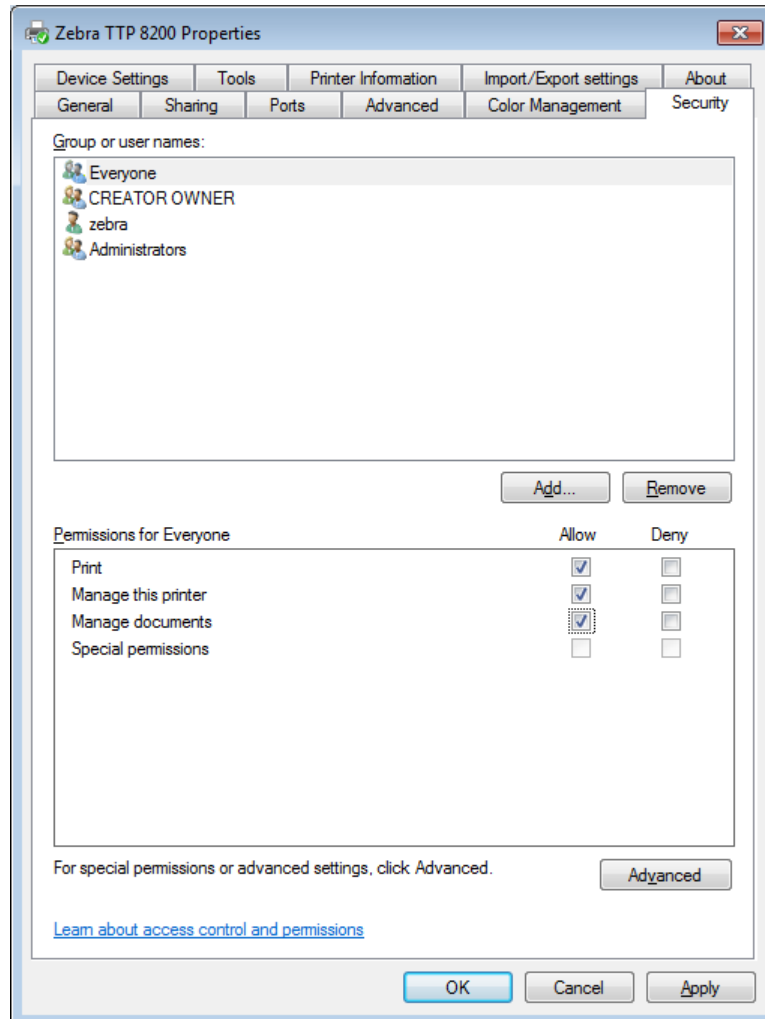 Zebra TTP 8200 Properties
Device Settings Tools Printer Information Import/Export settings About
General Sharing Ports Advanced Color Management Security
Group or user names:
Everyone
CREATOR OWNER
zebra
Administrators
Add... Remove
Permissions for Everyone Allow Deny
Print
Manage this printer
Manage documents
Special permissions
For special permissions or advanced settings, click Advanced.
Advanced
Learn about access control and permissions
OK Cancel Apply